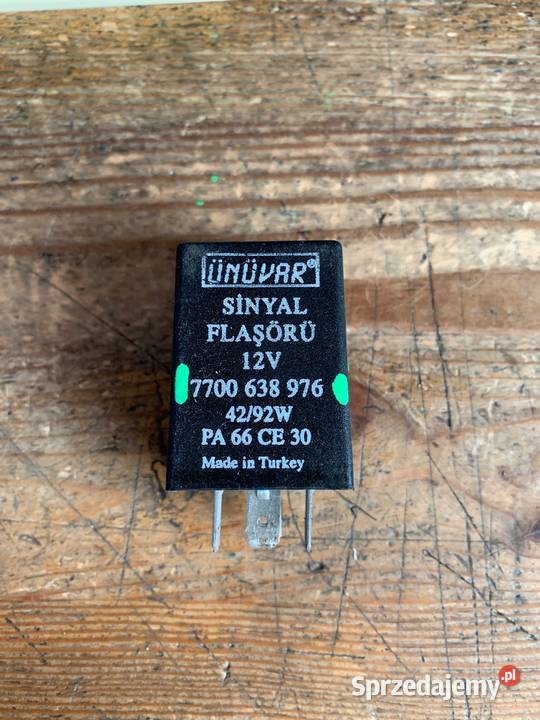 ÜNÜVAR®
SİNYAL
FLAŞÖRÜ
12V
7700 638 976
42/92W
PA 66 CE 30
Made in Turkey
Sprzedajemy.pl